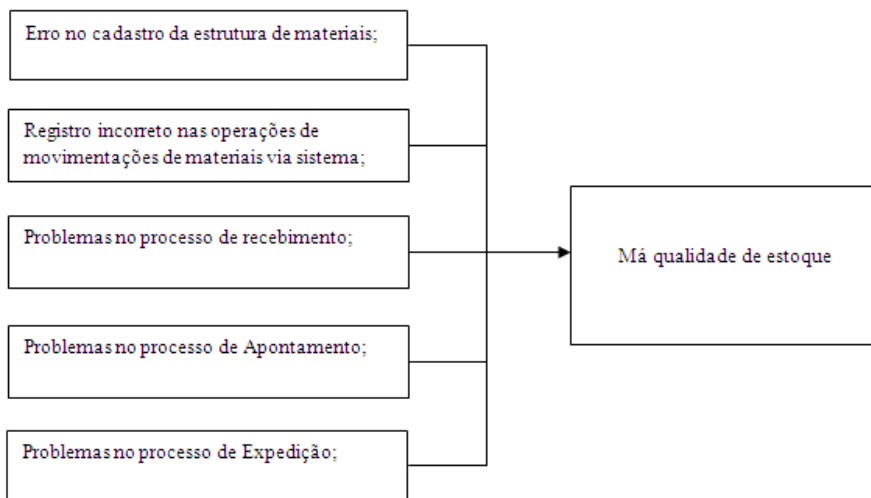 Erro no cadastro da estrutura de materiais;
Registro incorreto nas operações de
movimentações de materiais via sistema;
Problemas no processo de recebimento;
Problemas no processo de Apontamento;
Problemas no processo de Expedição;
Má qualidade de estoque